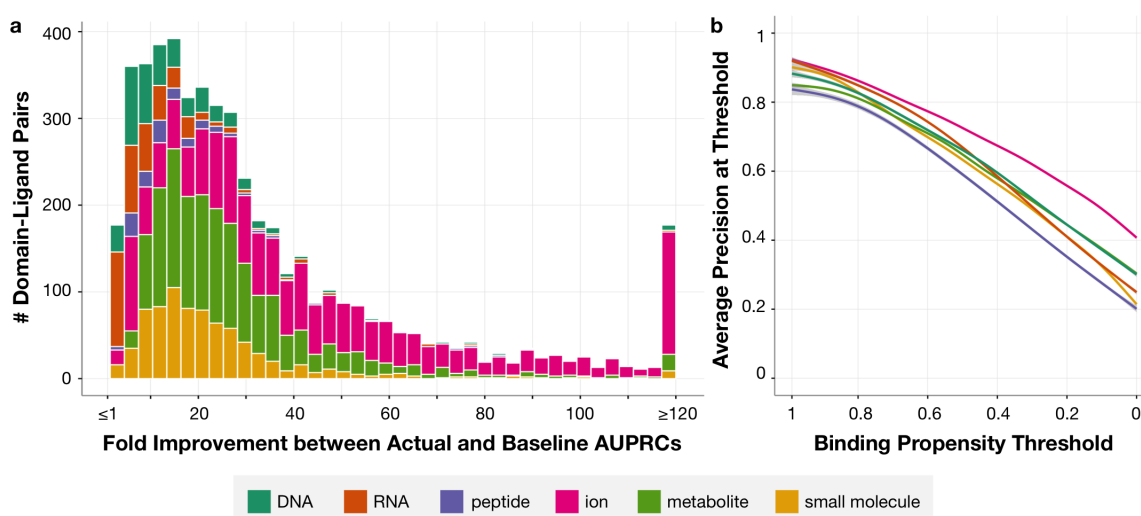 a
# Domain-Ligand Pairs
400
300
200
100
0
≤1
20
40
60
80
100
≥120
Fold Improvement between Actual and Baseline AUPRCs
b
Average Precision at Threshold
1
0.8
0.6
0.4
0.2
0
1
0.8
0.6
0.4
0.2
0
Binding Propensity Threshold
DNA
RNA
peptide
ion
metabolite
small molecule